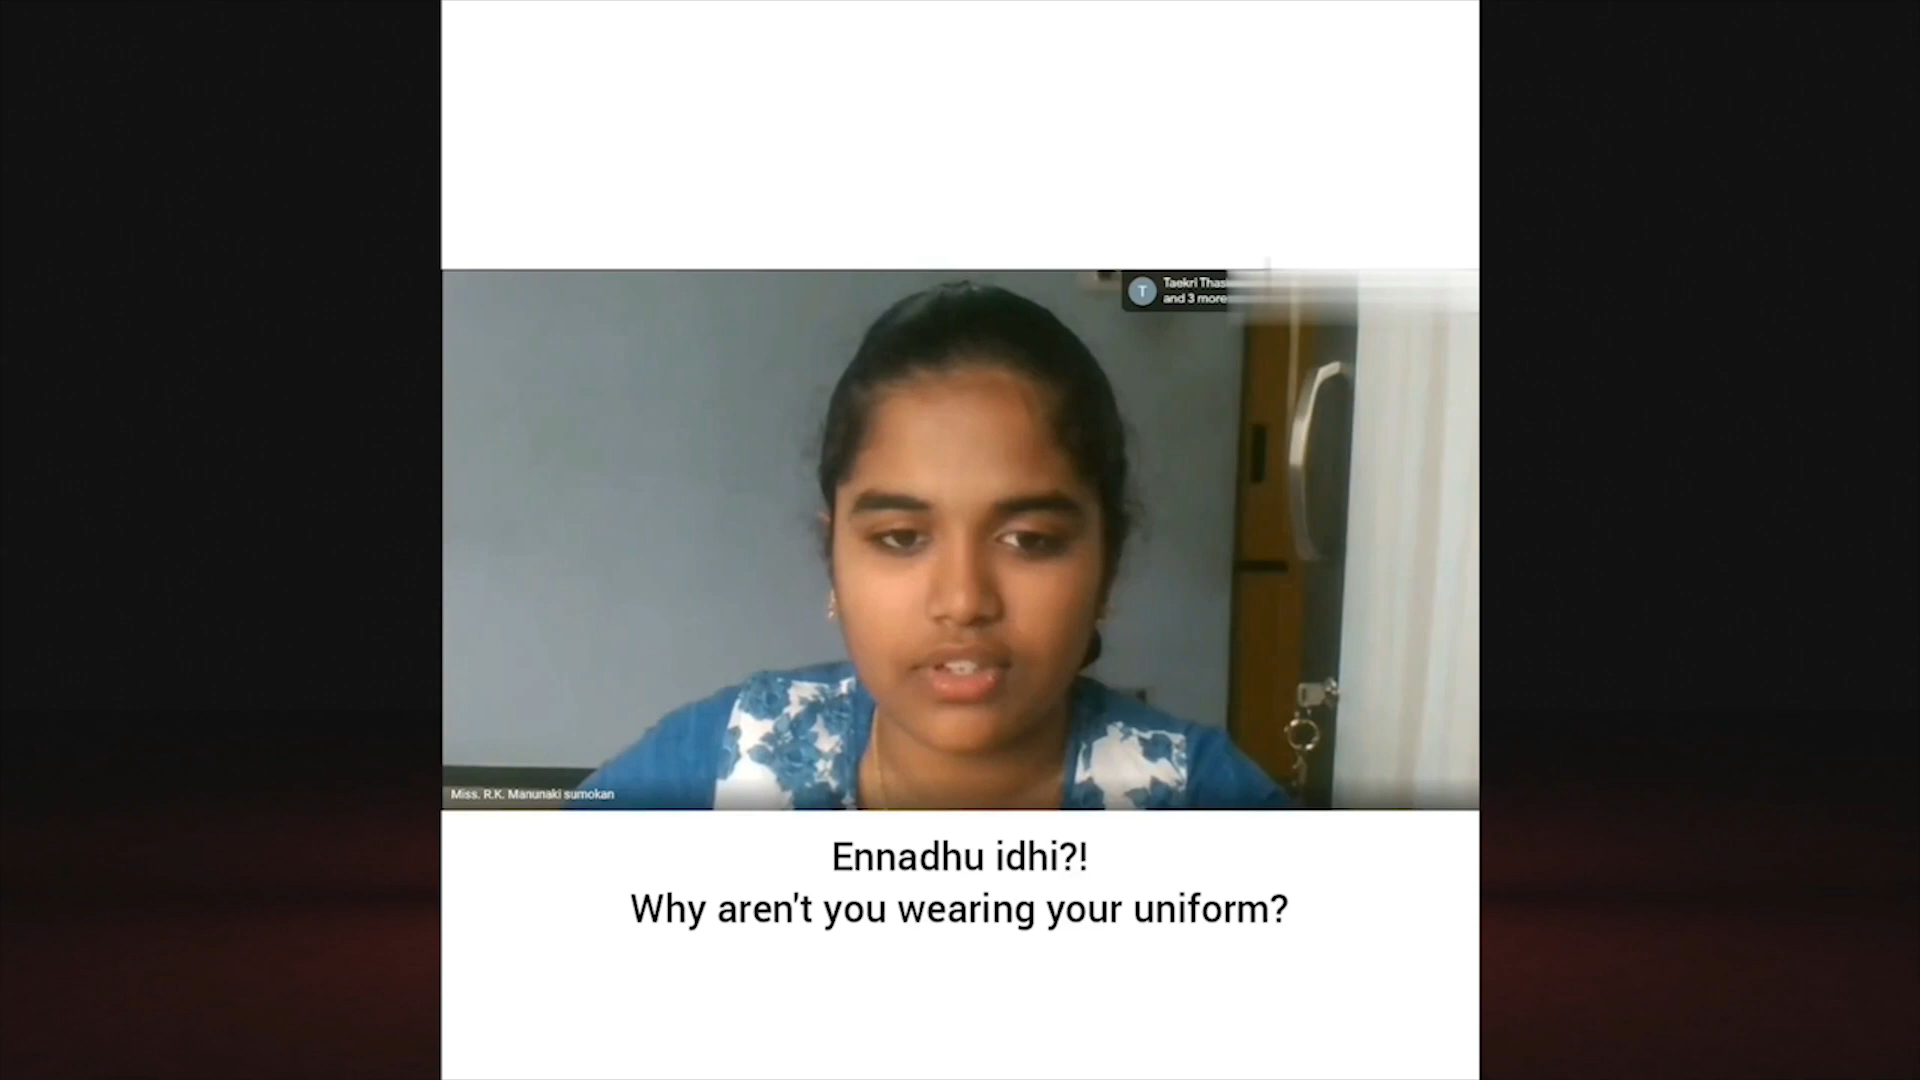 T
Taekri Thas
and 3 more
Miss. R.K. Manunaki sumokan
Ennadhu idhi?!
Why aren't you wearing your uniform?